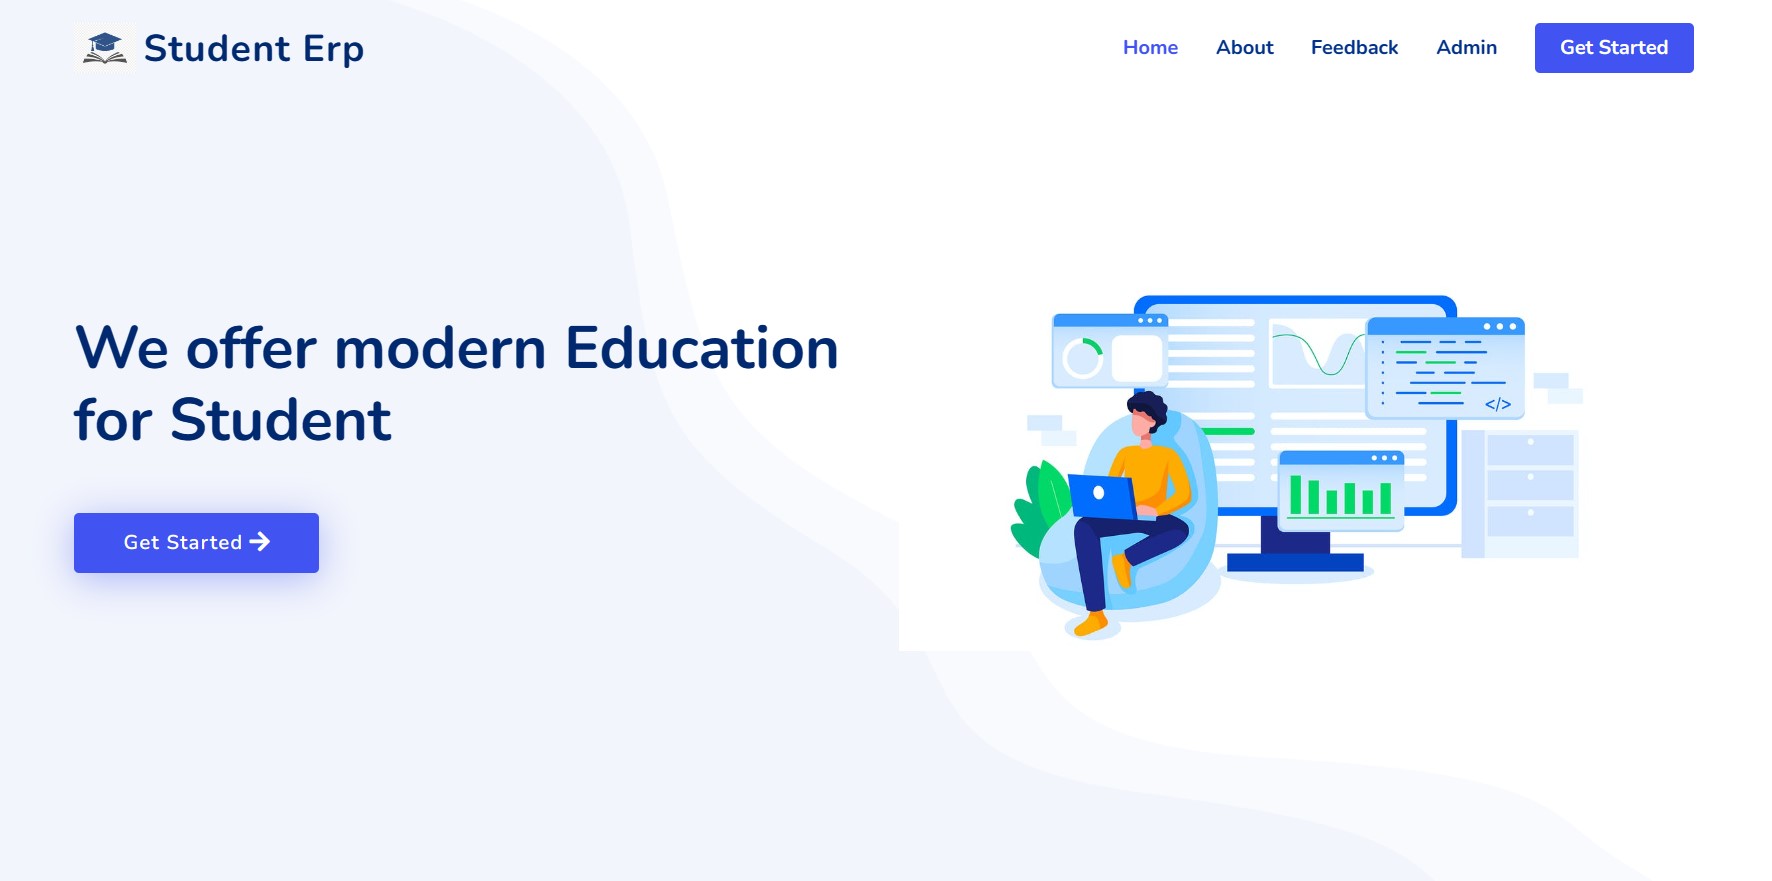 Student Erp
Home About Feedback Admin Get Started
We offer modern Education
for Student
Get Started
</>